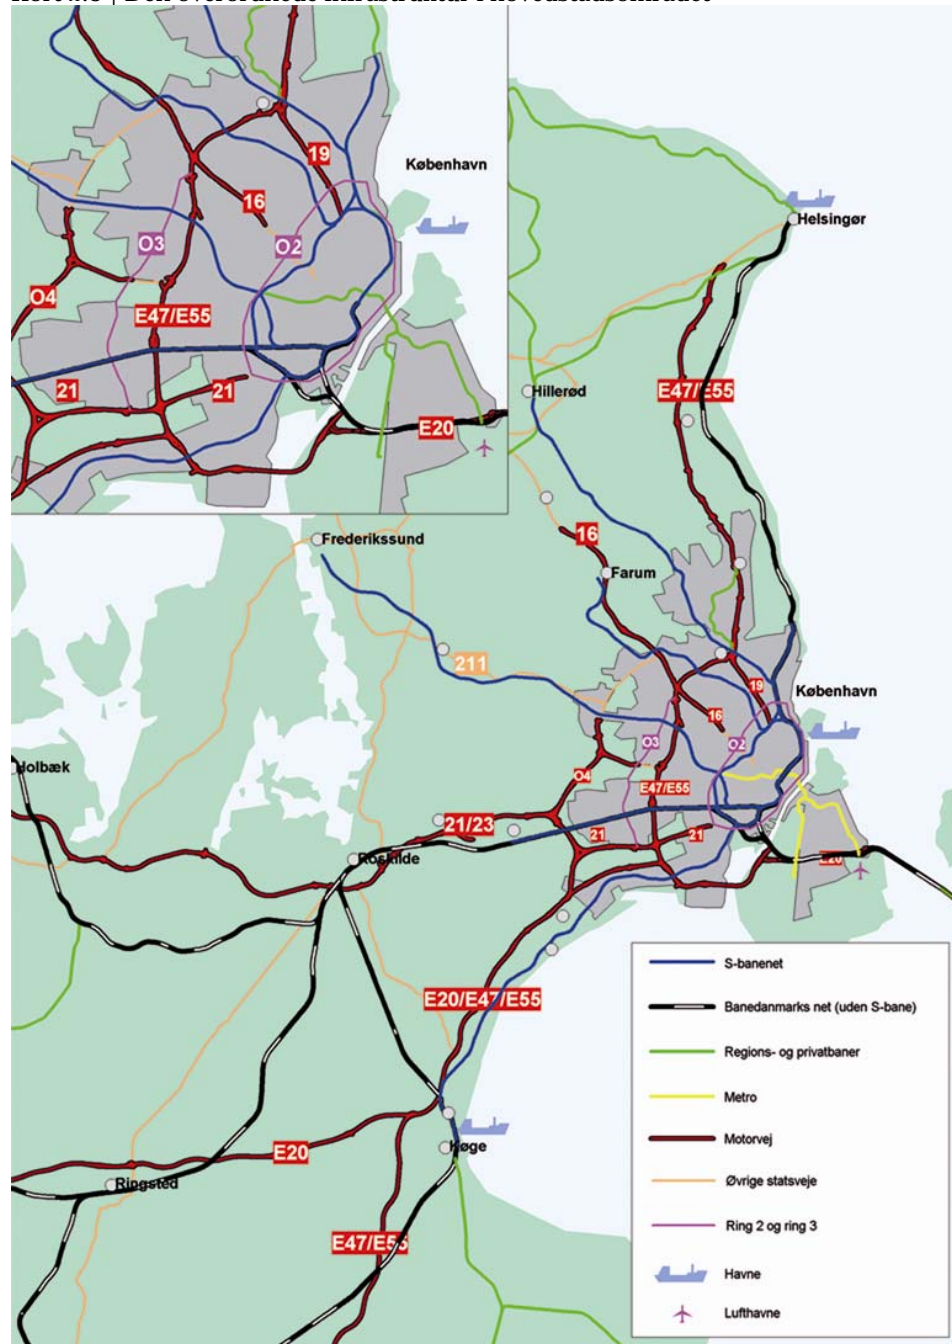 København
19
16
O3
O2
O4
E47/E55
21
21
E20
Helsingør
Hillerød
E47/E55
Frederikssund
16
Farum
211
København
19
16
O3
O2
Holbæk
O4
E47/E55
21/23
21
21
Roskilde
E20
E20/E47/E55
Køge
E20
Ringsted
E47/E55
S-banenet
Banedanmarks net (uden S-bane)
Regions- og privatbaner
Metro
Motorvej
Øvrige statsveje
Ring 2 og ring 3
Havne
Lufthavne